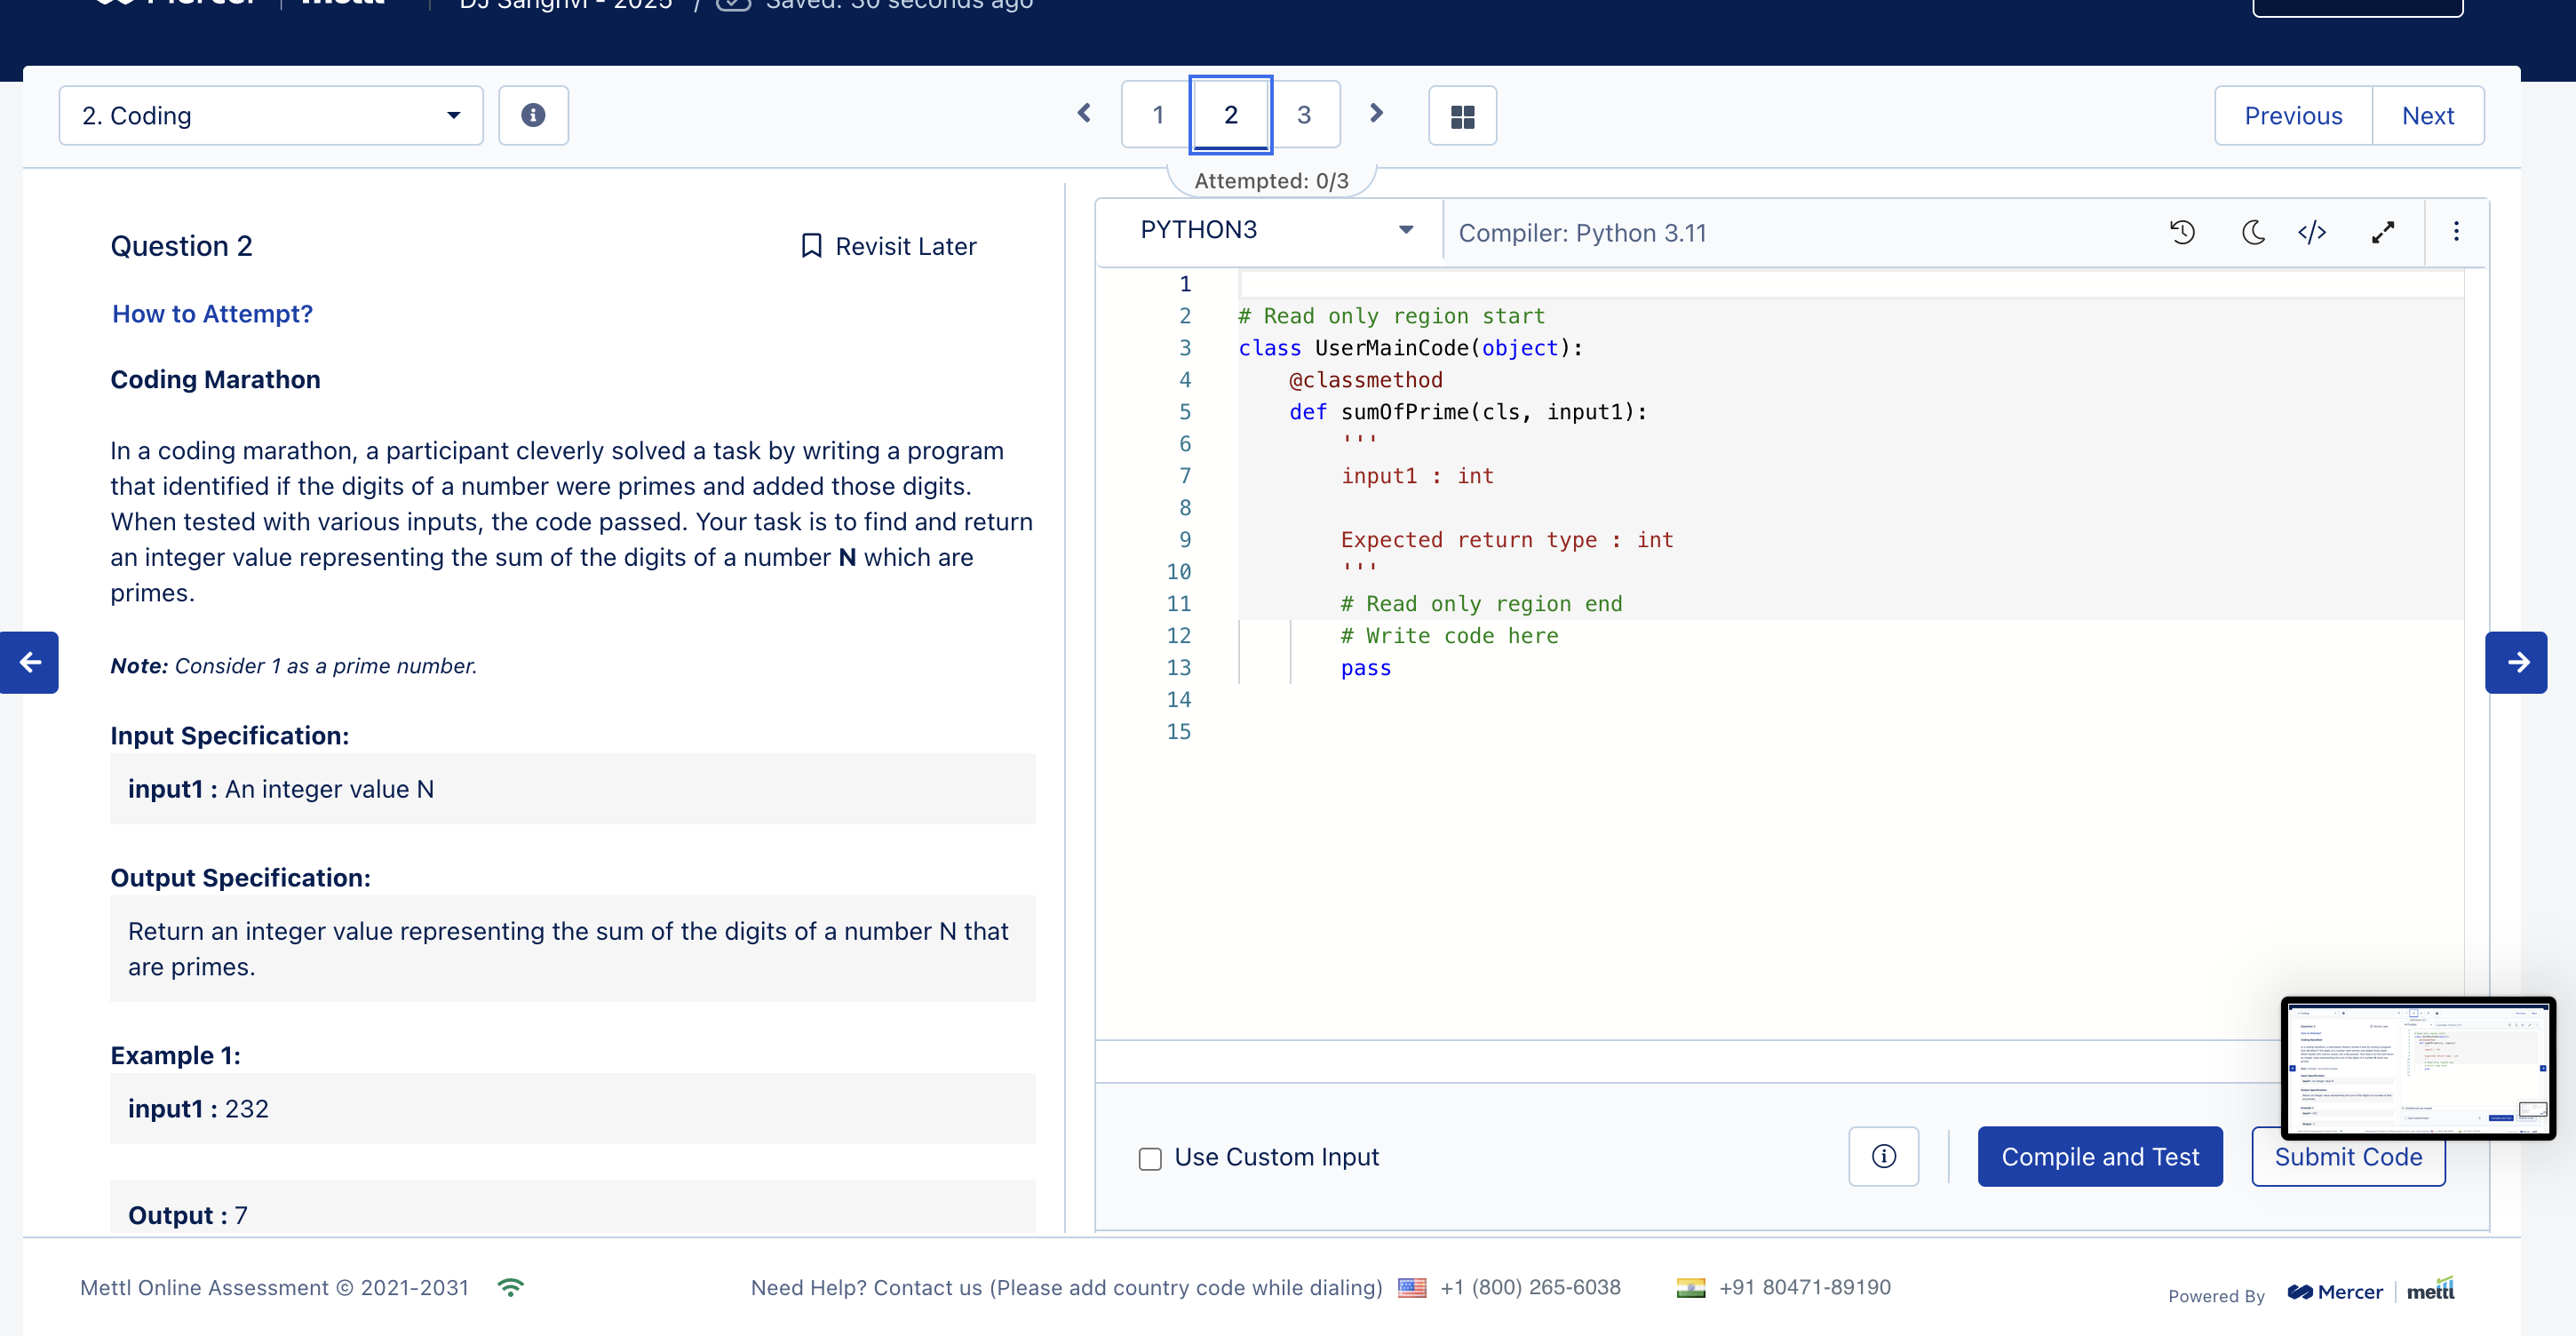 DJ Sanghvi - 2025 / Saved: 30 seconds ago
2. Coding
1 2 3
Previous Next
Attempted: 0/3
Question 2
Revisit Later
How to Attempt?
Coding Marathon
In a coding marathon, a participant cleverly solved a task by writing a program
that identified if the digits of a number were primes and added those digits.
When tested with various inputs, the code passed. Your task is to find and return
an integer value representing the sum of the digits of a number N which are
primes.
Note: Consider 1 as a prime number.
Input Specification:
input1 : An integer value N
Output Specification:
Return an integer value representing the sum of the digits of a number N that
are primes.
Example 1:
input1 : 232
Output : 7
PYTHON3
Compiler: Python 3.11
1
2 # Read only region start
3 class UserMainCode(object):
4 @classmethod
5 def sumOfPrime(cls, input1):
6 '''
7 input1 : int
8
9 Expected return type : int
10 '''
11 # Read only region end
12 # Write code here
13 pass
14
15
Use Custom Input
Compile and Test
Submit Code
Mettl Online Assessment © 2021-2031
Need Help? Contact us (Please add country code while dialing) +1 (800) 265-6038 +91 80471-89190
Powered By Mercer | mettl